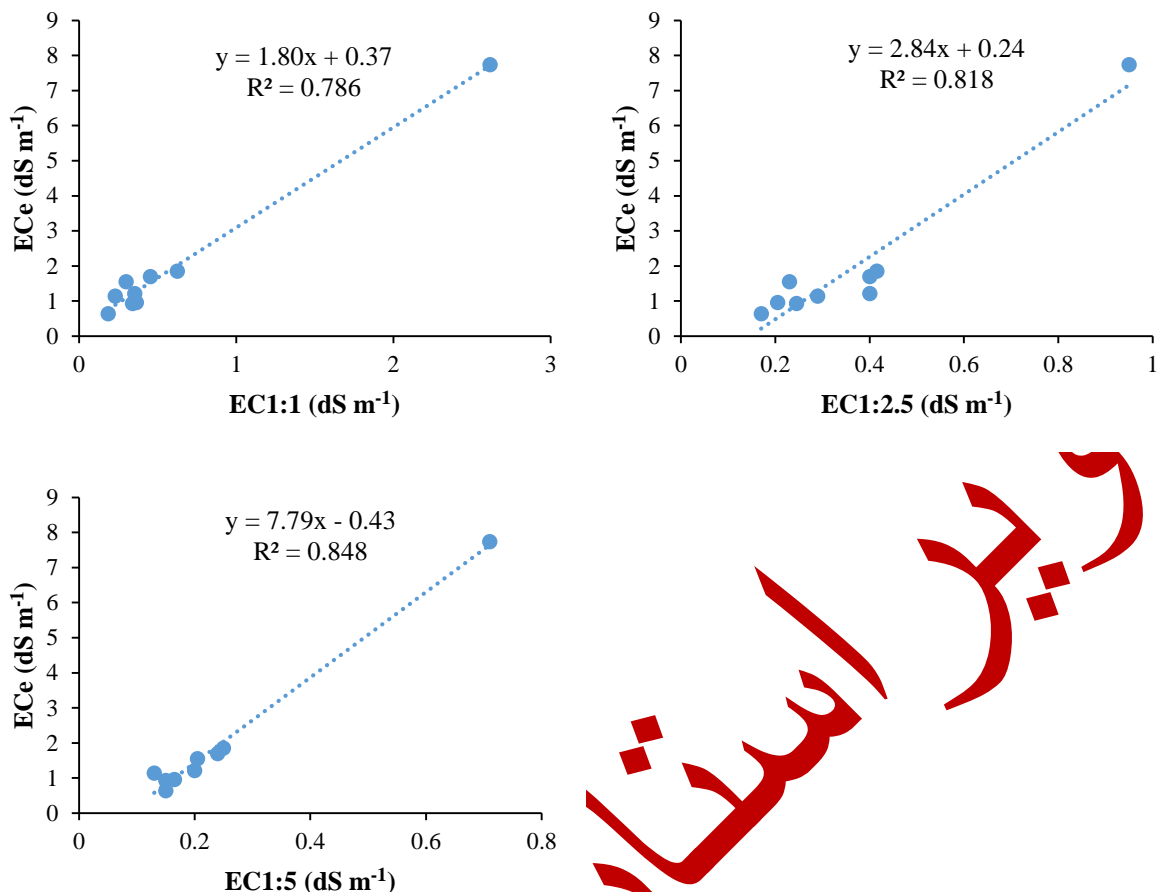 9
8
7
6
5
4
3
2
1
0
ECe (dS m⁻¹)
y = 1.80x + 0.37
R² = 0.786
0 1 2 3
EC1:1 (dS m⁻¹)
9
8
7
6
5
4
3
2
1
0
ECe (dS m⁻¹)
y = 2.84x + 0.24
R² = 0.818
0 0.2 0.4 0.6 0.8 1
EC1:2.5 (dS m⁻¹)
9
8
7
6
5
4
3
2
1
0
ECe (dS m⁻¹)
y = 7.79x - 0.43
R² = 0.848
0 0.2 0.4 0.6 0.8
EC1:5 (dS m⁻¹)